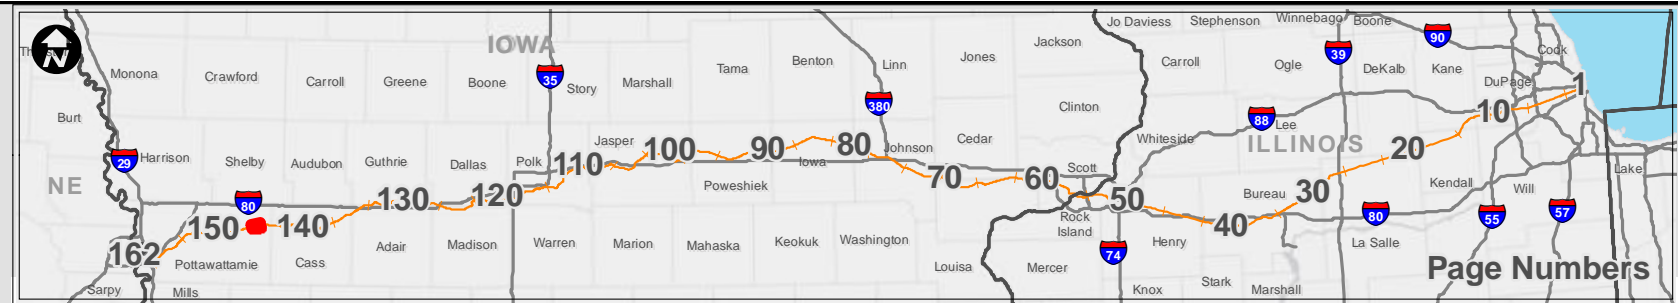 Jo Daviess Stephenson Winnebago Boone
IOWA 90 Cook
N Monona Crawford Carroll Greene Boone 35 Story Marshall Tama Benton Linn Jones Jackson Carroll Ogle 39 DeKalb Kane DuPage 1
Burt 380 Clinton 88 Lee 10
29 Harrison Shelby Audubon Guthrie Dallas Polk 110 Jasper 100 90 Iowa 80 Johnson Cedar Scott Whiteside ILLINOIS 20 Lake
NE 80 130 120 Poweshiek 70 60 50 Bureau 30 Kendall Will
162 150 140 Adair Madison Warren Marion Mahaska Keokuk Washington Rock
Island Henry 40 80 La Salle 55 57
Pottawattamie Cass Louisa Mercer 74 Page Numbers
Sarpy Mills Knox Stark Marshall